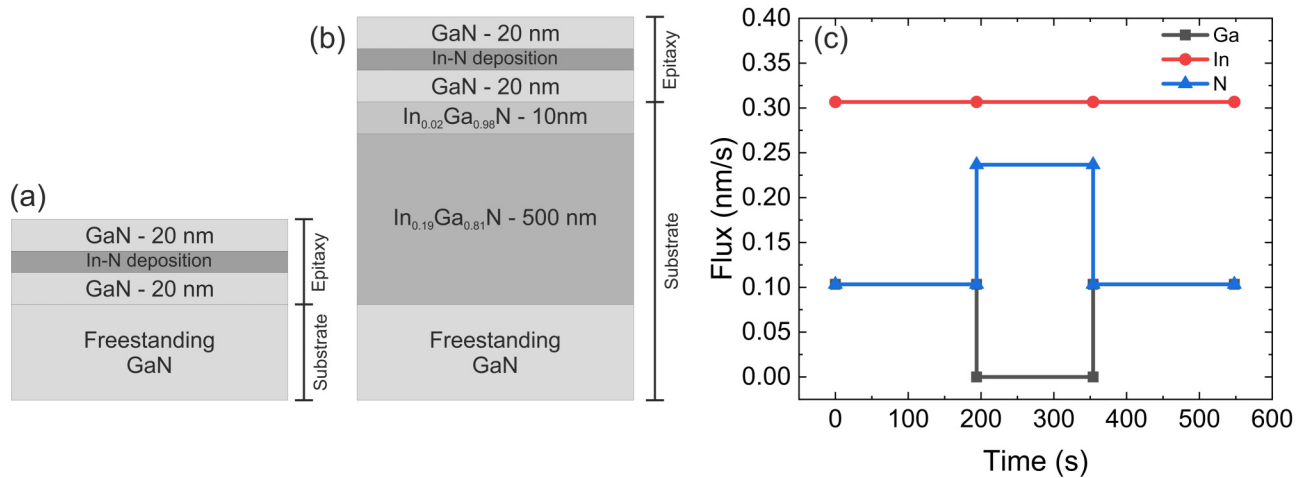 (a)
GaN - 20 nm
In-N deposition
GaN - 20 nm
Freestanding
GaN
Epitaxy
Substrate
(b)
GaN - 20 nm
In-N deposition
GaN - 20 nm
In0.02Ga0.98N - 10nm
In0.19Ga0.81N - 500 nm
Freestanding
GaN
Epitaxy
Substrate
(c)
Ga
In
N
Flux (nm/s)
0.40
0.35
0.30
0.25
0.20
0.15
0.10
0.05
0.00
0 100 200 300 400 500 600
Time (s)